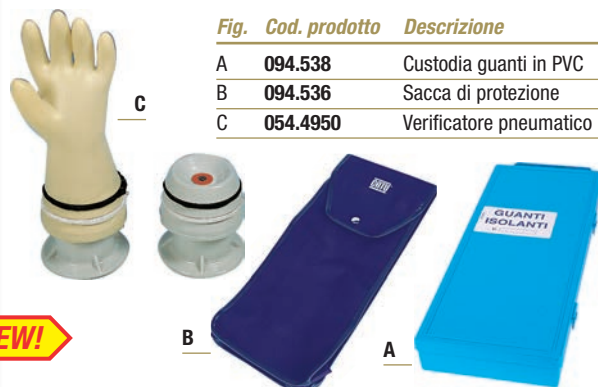 Fig. Cod. prodotto Descrizione
A 094.538 Custodia guanti in PVC
B 094.536 Sacca di protezione
C 054.4950 Verificatore pneumatico
C
CATU
GUANTI
ISOLANTI
EW!
B
A